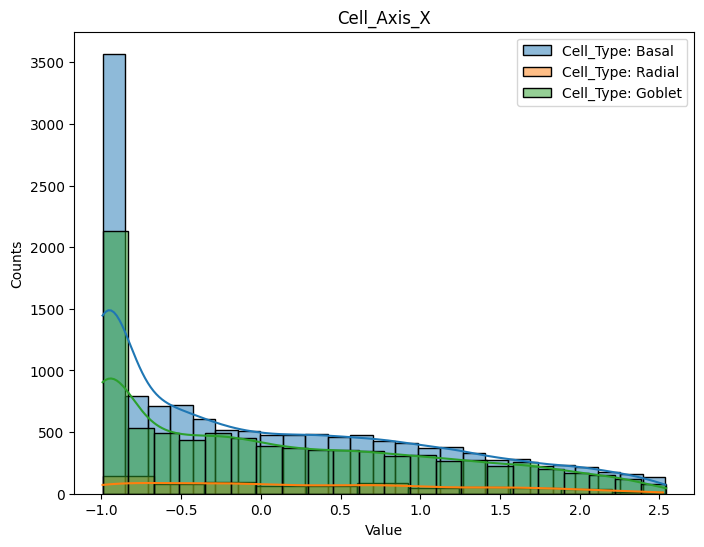 Cell_Axis_X
Cell_Type: Basal
Cell_Type: Radial
Cell_Type: Goblet
Counts
3500
3000
2500
2000
1500
1000
500
0
−1.0 −0.5 0.0 0.5 1.0 1.5 2.0 2.5
Value